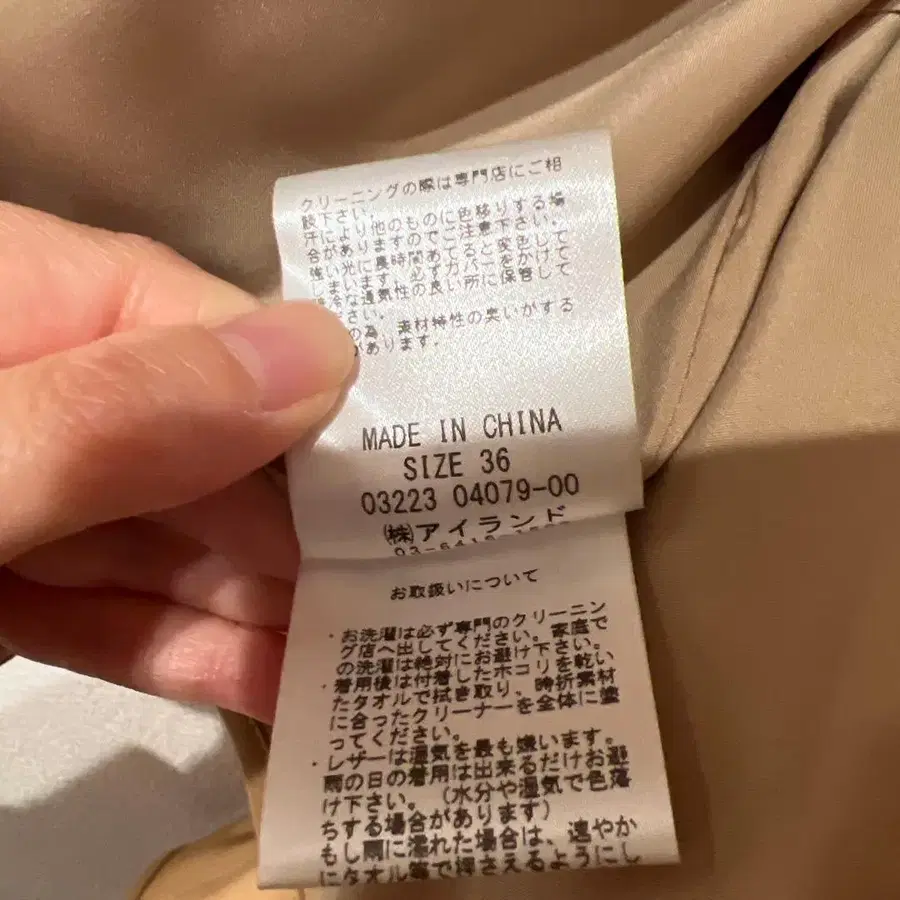 クリーニングの際は専門店にご相
談下さい。
汗により他のものに色移りする場
合がありますのでご注意下さい。
強い光に長時間あてると変色して
しまいます。必ずカバーをかけて
冷な通気性の良い所に保管して
の為、素材特性の臭いがする
があります。
MADE IN CHINA
SIZE 36
03223 04079-00
㈱アイランド
お取扱いについて
・お洗濯は必ず専門のクリーニン
グ店へ出してください。家庭で
の洗濯は絶対にお避け下さい。
・着用後は付着したホコリを乾い
たタオルで拭き取り、時折素材
に合ったクリーナーを全体に塗
ってください。
・レザーは湿気を最も嫌います。
雨の日の着用は出来るだけお避
け下さい。（水分や湿気で色落
ちする場合があります）
もし雨に濡れた場合は、速やか
にタオル等で押さえるようにし